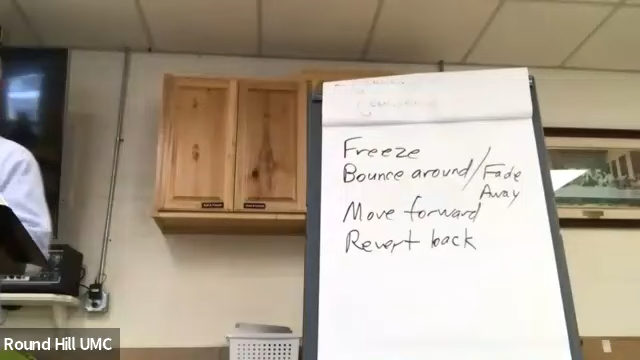 Freeze
Bounce around/Fade Away
Move forward
Revert back
Round Hill UMC